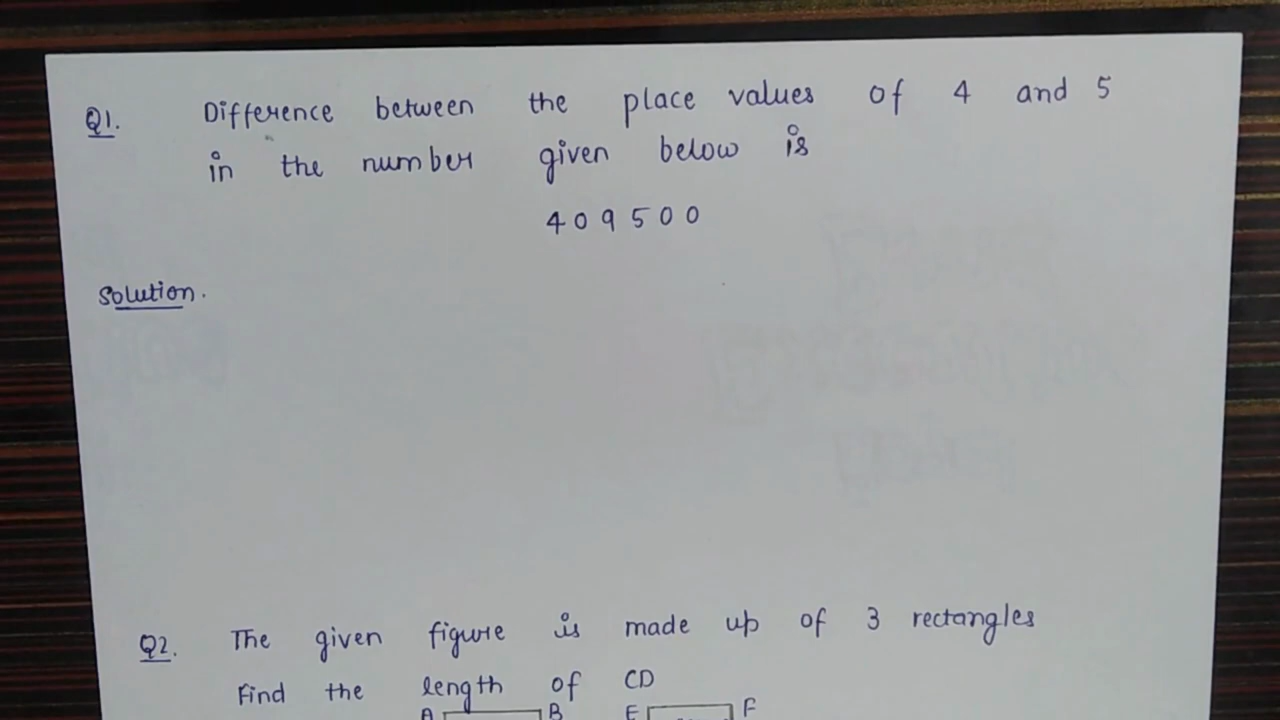 Q1. Difference between the place values of 4 and 5
in the number given below is
409500
Solution.
Q2. The given figure is made up of 3 rectangles
Find the length of CD
A B E F